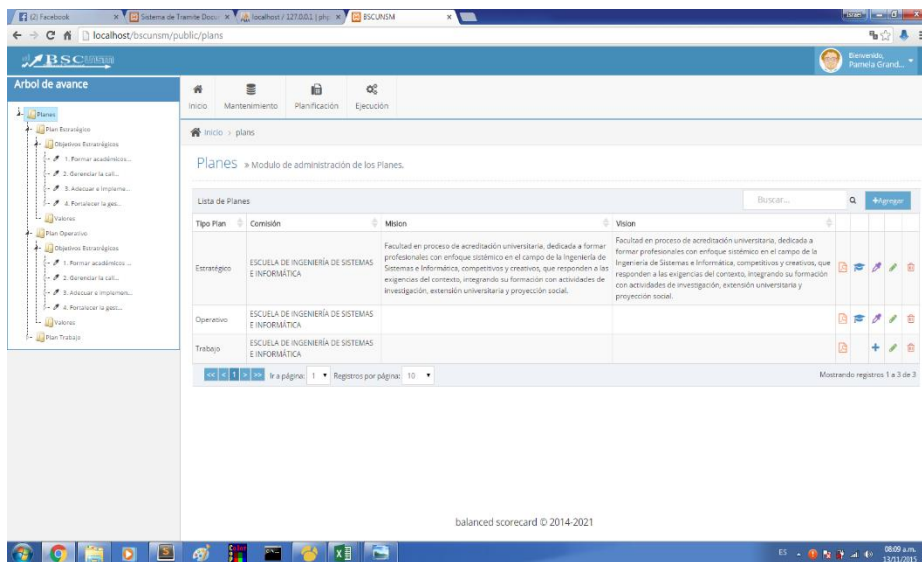 (2) Facebook
Sistema de Tramite Docu
localhost / 127.0.0.1 | php
BSCUNSM
localhost/bscunsm/public/plans
BSC
Bienvenido,
Pamela Grand...
Arbol de avance
Planes
Plan Estratégico
Objetivos Estratégicos
1. Formar académicos...
2. Gerenciar la cali...
3. Adecuar e impleme...
4. Fortalecer la ges...
Valores
Plan Operativo
Objetivos Estratégicos
1. Formar académicos ...
2. Gerenciar la cali...
3. Adecuar e implemen...
4. Fortalecer la gest...
Valores
Plan Trabajo
Inicio Mantenimiento Planificación Ejecución
Inicio > plans
Planes » Modulo de administración de los Planes.
Lista de Planes Buscar... +Agregar
Tipo Plan Comisión Mision Vision
Estratégico
ESCUELA DE INGENIERÍA DE SISTEMAS
E INFORMÁTICA
Facultad en proceso de acreditación universitaria, dedicada a formar
profesionales con enfoque sistémico en el campo de la Ingeniería de
Sistemas e Informática, competitivos y creativos, que responden a las
exigencias del contexto, integrando su formación con actividades de
investigación, extensión universitaria y proyección social.
Facultad en proceso de acreditación universitaria, dedicada a
formar profesionales con enfoque sistémico en el campo de la
Ingeniería de Sistemas e Informática, competitivos y creativos, que
responden a las exigencias del contexto, integrando su formación
con actividades de investigación, extensión universitaria y
proyección social.
Operativo
ESCUELA DE INGENIERÍA DE SISTEMAS
E INFORMÁTICA
Trabajo
ESCUELA DE INGENIERÍA DE SISTEMAS
E INFORMÁTICA
<< < 1 > >> Ir a página: 1 Registros por página: 10 Mostrando registros 1 a 3 de 3
balanced scorecard © 2014-2021
ES
08:09 a.m.
13/11/2015